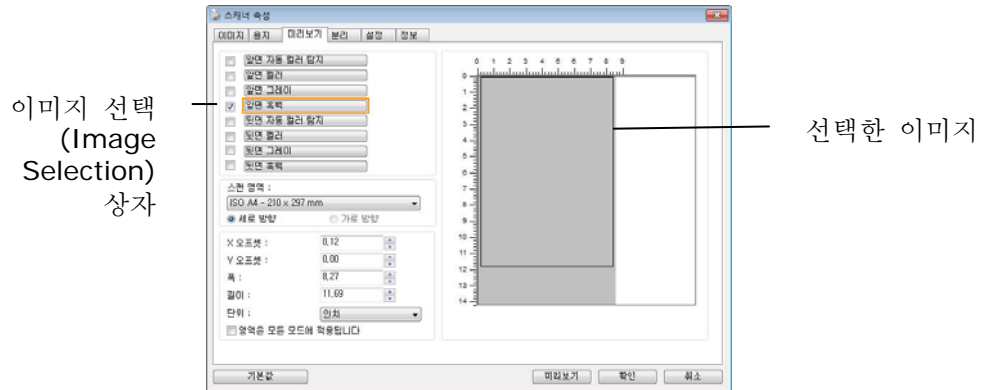 스캐너 속성
이미지 용지 미리보기 분리 설정 정보
앞면 자동 컬러 탐지
앞면 컬러
앞면 그레이
앞면 흑백
뒷면 자동 컬러 탐지
뒷면 컬러
뒷면 그레이
뒷면 흑백
이미지 선택
(Image
Selection)
상자
스캔 영역 :
ISO A4 - 210 x 297 mm
세로 방향 가로 방향
X 오프셋 : 0,12
Y 오프셋 : 0,00
폭 : 8,27
길이 : 11,69
단위 : 인치
영역은 모든 모드에 적용됩니다
0 1 2 3 4 5 6 7 8 9
0
1
2
3
4
5
6
7
8
9
10
11
12
13
14
선택한 이미지
기본값 미리보기 확인 취소